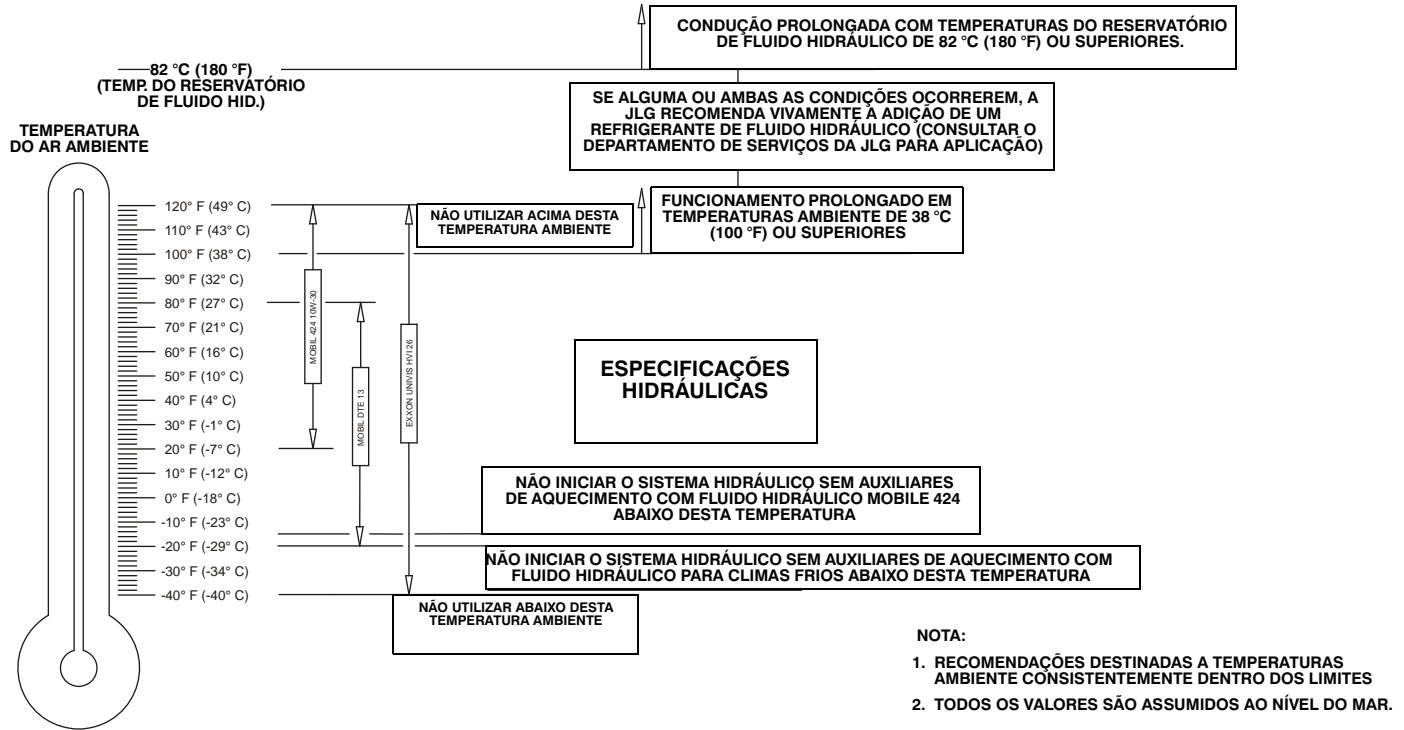 CONDUÇÃO PROLONGADA COM TEMPERATURAS DO RESERVATÓRIO
DE FLUIDO HIDRÁULICO DE 82 °C (180 °F) OU SUPERIORES.
82 °C (180 °F)
(TEMP. DO RESERVATÓRIO
DE FLUIDO HID.)
SE ALGUMA OU AMBAS AS CONDIÇÕES OCORREREM, A
JLG RECOMENDA VIVAMENTE A ADIÇÃO DE UM
REFRIGERANTE DE FLUIDO HIDRÁULICO (CONSULTAR O
DEPARTAMENTO DE SERVIÇOS DA JLG PARA APLICAÇÃO)
TEMPERATURA
DO AR AMBIENTE
FUNCIONAMENTO PROLONGADO EM
TEMPERATURAS AMBIENTE DE 38 °C
(100 °F) OU SUPERIORES
NÃO UTILIZAR ACIMA DESTA
TEMPERATURA AMBIENTE
120° F (49° C)
110° F (43° C)
100° F (38° C)
90° F (32° C)
80° F (27° C)
70° F (21° C)
60° F (16° C)
50° F (10° C)
40° F (4° C)
30° F (-1° C)
20° F (-7° C)
10° F (-12° C)
0° F (-18° C)
-10° F (-23° C)
-20° F (-29° C)
-30° F (-34° C)
-40° F (-40° C)
MOBIL 424 10W-30
MOBIL DTE 13
EXXON UNIVIS HVI 26
ESPECIFICAÇÕES
HIDRÁULICAS
NÃO INICIAR O SISTEMA HIDRÁULICO SEM AUXILIARES
DE AQUECIMENTO COM FLUIDO HIDRÁULICO MOBILE 424
ABAIXO DESTA TEMPERATURA
NÃO INICIAR O SISTEMA HIDRÁULICO SEM AUXILIARES DE AQUECIMENTO COM
FLUIDO HIDRÁULICO PARA CLIMAS FRIOS ABAIXO DESTA TEMPERATURA
NÃO UTILIZAR ABAIXO DESTA
TEMPERATURA AMBIENTE
NOTA:
1. RECOMENDAÇÕES DESTINADAS A TEMPERATURAS
AMBIENTE CONSISTENTEMENTE DENTRO DOS LIMITES
2. TODOS OS VALORES SÃO ASSUMIDOS AO NÍVEL DO MAR.